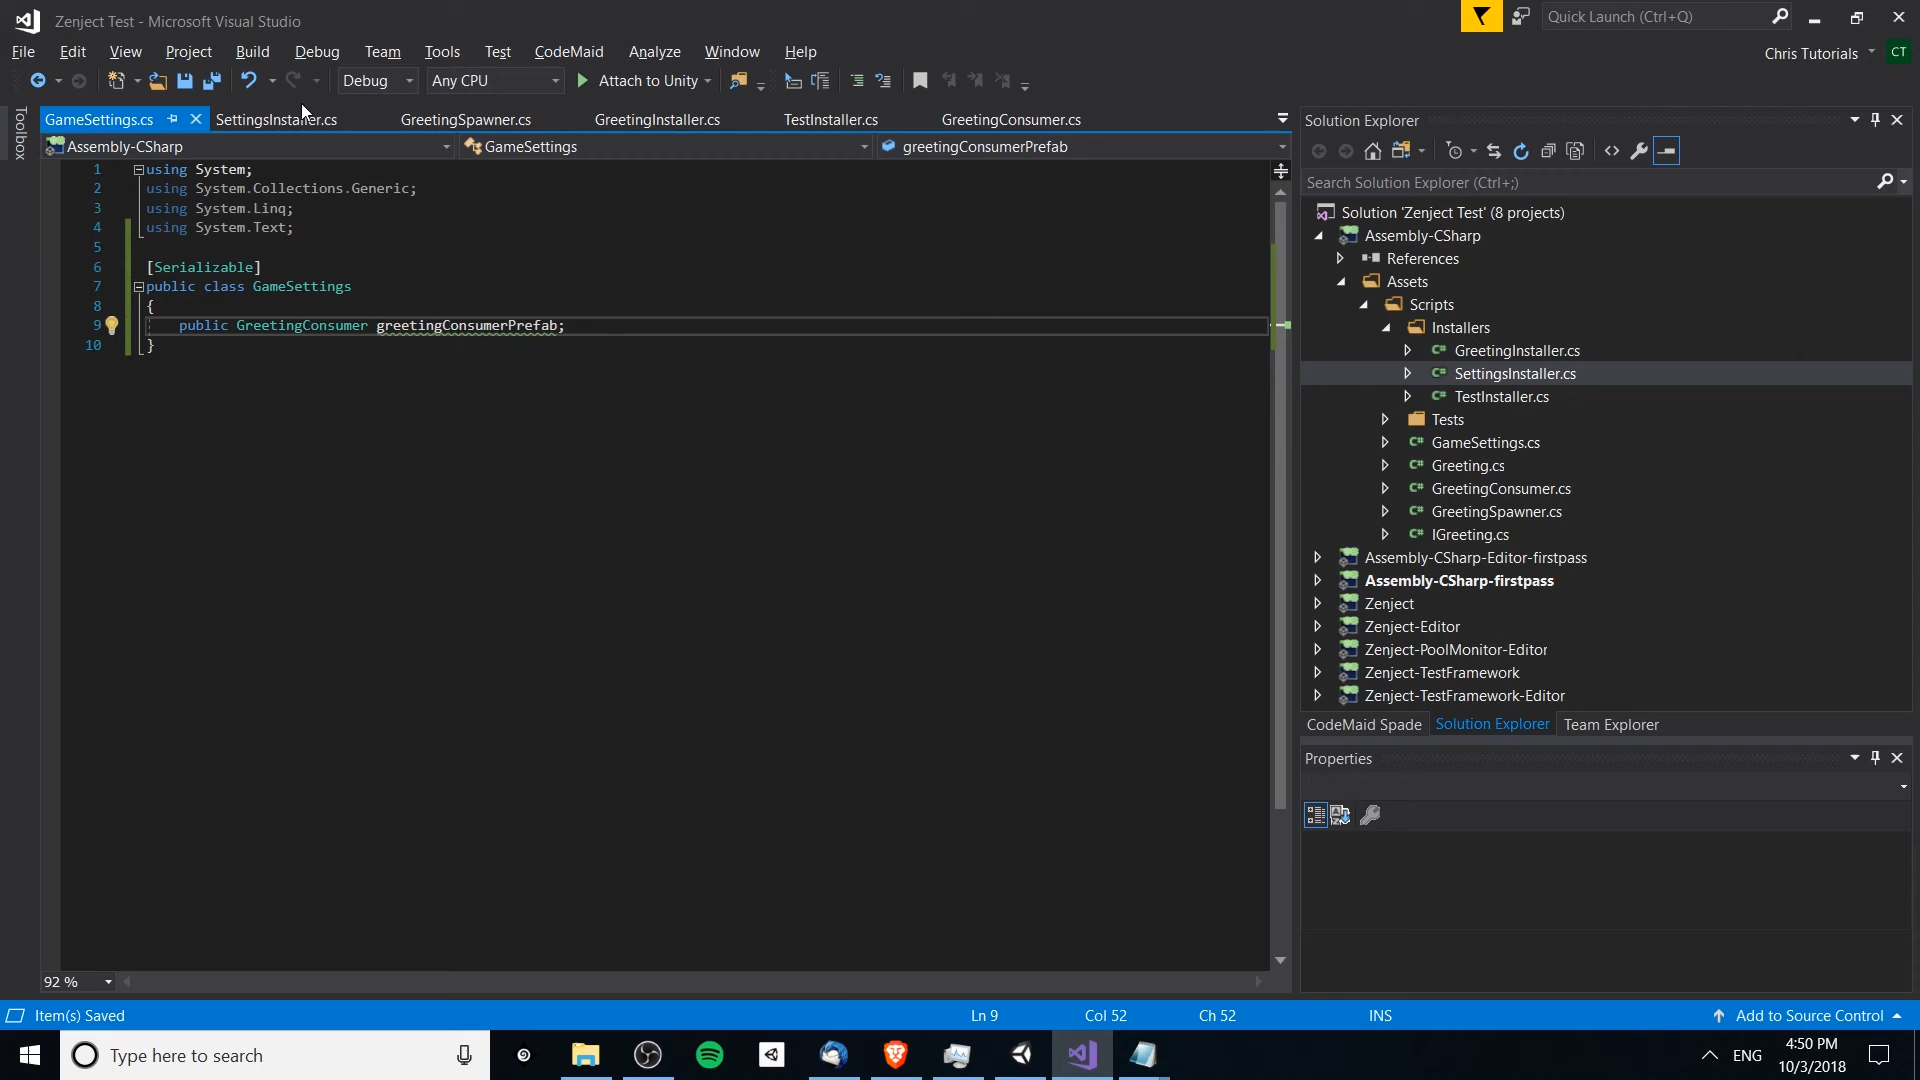 Zenject Test - Microsoft Visual Studio
Quick Launch (Ctrl+Q)
File Edit View Project Build Debug Team Tools Test CodeMaid Analyze Window Help
Chris Tutorials CT
Debug Any CPU Attach to Unity
Toolbox
GameSettings.cs SettingsInstaller.cs GreetingSpawner.cs GreetingInstaller.cs TestInstaller.cs GreetingConsumer.cs
Assembly-CSharp GameSettings greetingConsumerPrefab
1 using System;
2 using System.Collections.Generic;
3 using System.Linq;
4 using System.Text;
5
6 [Serializable]
7 public class GameSettings
8 {
9 public GreetingConsumer greetingConsumerPrefab;
10 }
92 %
Solution Explorer
Search Solution Explorer (Ctrl+;)
Solution 'Zenject Test' (8 projects)
Assembly-CSharp
References
Assets
Scripts
Installers
C# GreetingInstaller.cs
C# SettingsInstaller.cs
C# TestInstaller.cs
Tests
C# GameSettings.cs
C# Greeting.cs
C# GreetingConsumer.cs
C# GreetingSpawner.cs
C# IGreeting.cs
Assembly-CSharp-Editor-firstpass
Assembly-CSharp-firstpass
Zenject
Zenject-Editor
Zenject-PoolMonitor-Editor
Zenject-TestFramework
Zenject-TestFramework-Editor
CodeMaid Spade Solution Explorer Team Explorer
Properties
Item(s) Saved Ln 9 Col 52 Ch 52 INS Add to Source Control
Type here to search
ENG
4:50 PM
10/3/2018